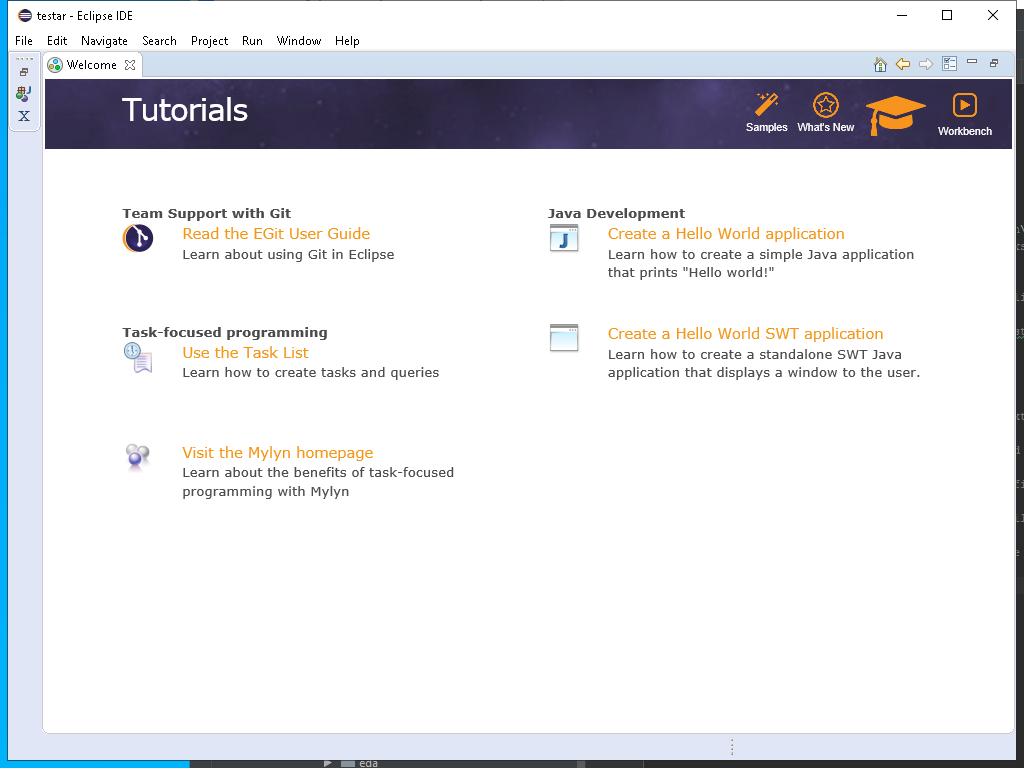 testar - Eclipse IDE
File Edit Navigate Search Project Run Window Help
Welcome
Tutorials
Samples
What's New
Workbench
Team Support with Git
Read the EGit User Guide
Learn about using Git in Eclipse
Task-focused programming
Use the Task List
Learn how to create tasks and queries
Visit the Mylyn homepage
Learn about the benefits of task-focused
programming with Mylyn
Java Development
Create a Hello World application
Learn how to create a simple Java application
that prints "Hello world!"
Create a Hello World SWT application
Learn how to create a standalone SWT Java
application that displays a window to the user.
eda